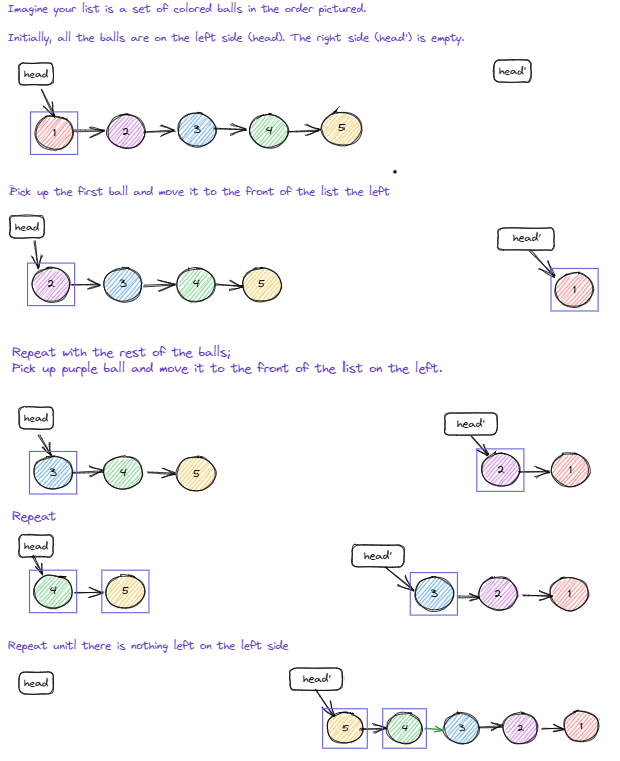 Imagine your list is a set of colored balls in the order pictured.
Initially, all the balls are on the left side (head). The right side (head') is empty.
head
head'
1 2 3 4 5
Pick up the first ball and move it to the front of the list the left
head
head'
2 3 4 5
1
Repeat with the rest of the balls;
Pick up purple ball and move it to the front of the list on the left.
head
head'
3 4 5
2 1
Repeat
head
head'
4 5
3 2 1
Repeat unitl there is nothing left on the left side
head
head'
5 4 3 2 1